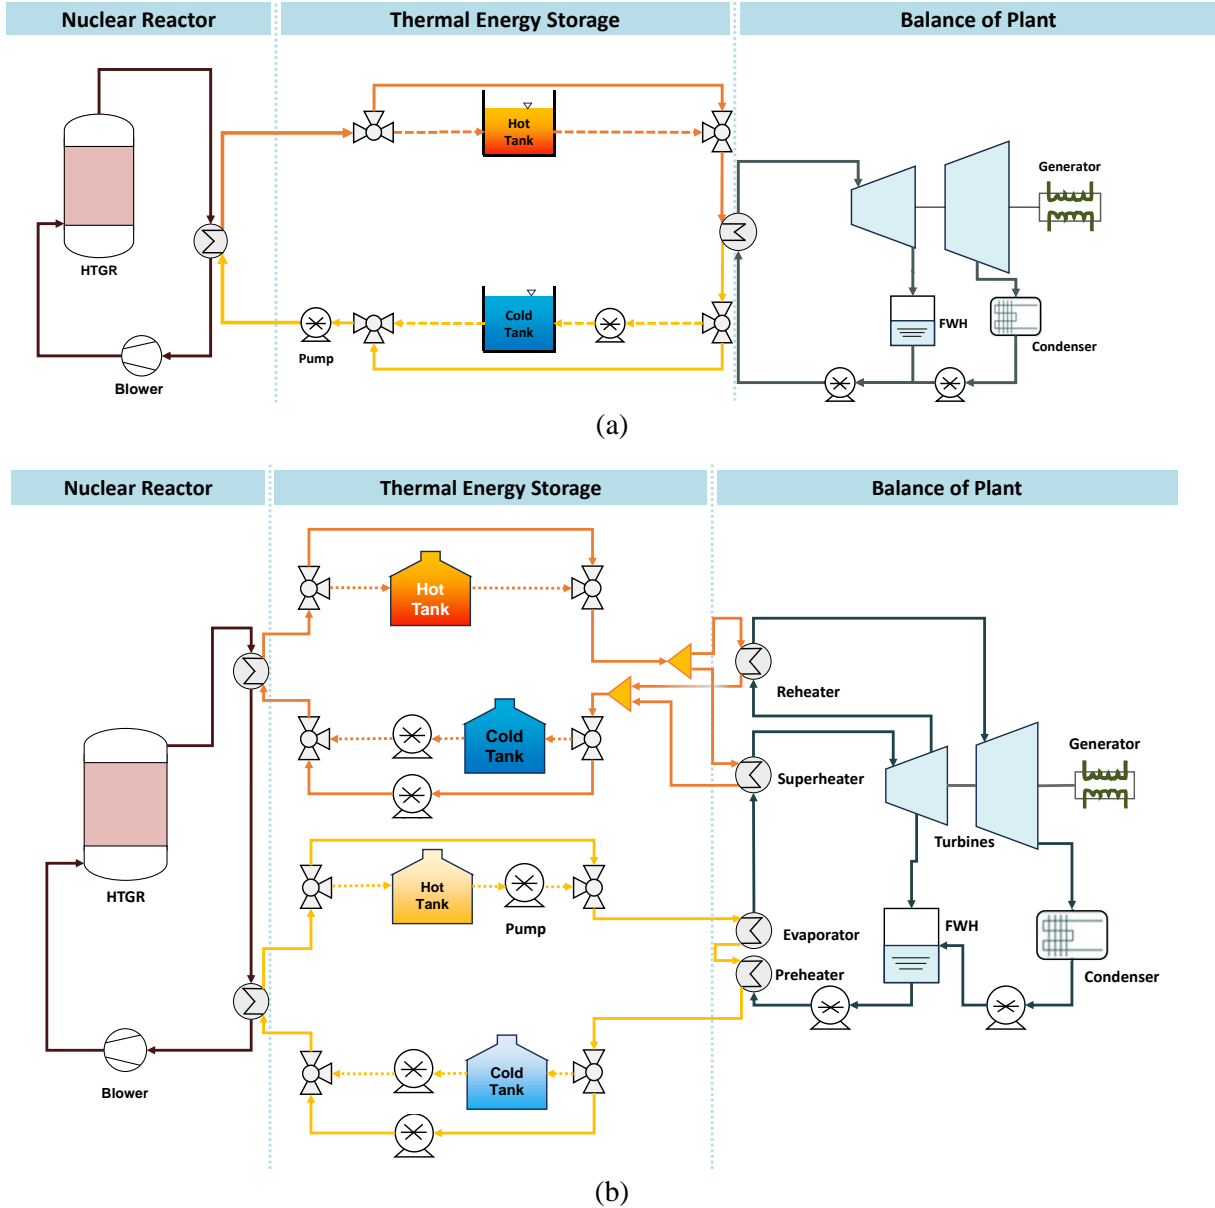 Nuclear Reactor
Thermal Energy Storage
Balance of Plant
Hot
Tank
Generator
HTGR
Cold
Tank
FWH
Pump
Condenser
Blower
(a)
Nuclear Reactor
Thermal Energy Storage
Balance of Plant
Hot
Tank
Reheater
Cold
Tank
Generator
Superheater
Turbines
HTGR
Hot
Tank
Pump
FWH
Evaporator
Preheater
Condenser
Cold
Tank
Blower
(b)